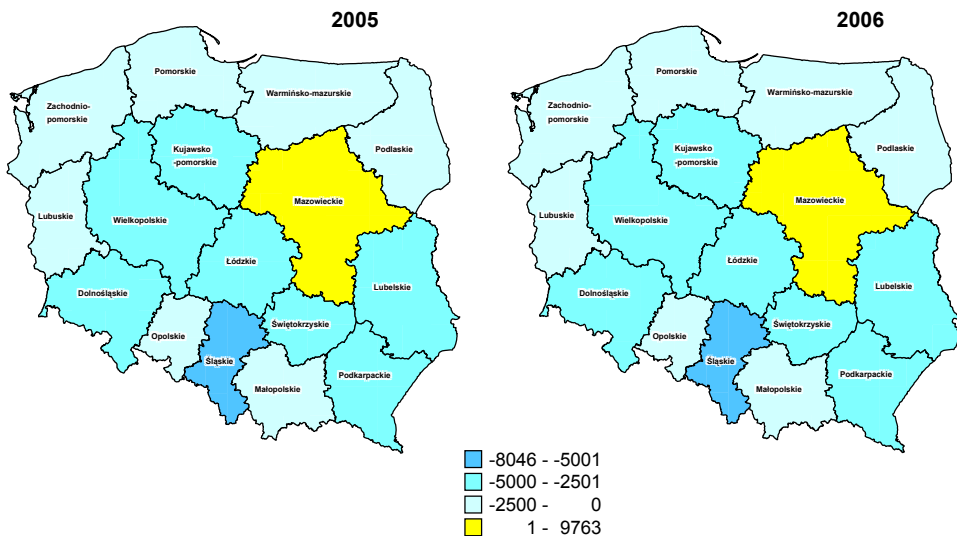 2005
Pomorskie
Warmińsko-mazurskie
Zachodnio-
pomorskie
Podlaskie
Kujawsko
-pomorskie
Mazowieckie
Lubuskie
Wielkopolskie
Łódzkie
Lubelskie
Dolnośląskie
Świętokrzyskie
Opolskie
Śląskie
Podkarpackie
Małopolskie
2006
Pomorskie
Warmińsko-mazurskie
Zachodnio-
pomorskie
Podlaskie
Kujawsko
-pomorskie
Mazowieckie
Lubuskie
Wielkopolskie
Łódzkie
Lubelskie
Dolnośląskie
Świętokrzyskie
Opolskie
Śląskie
Podkarpackie
Małopolskie
-8046 - -5001
-5000 - -2501
-2500 - 0
1 - 9763